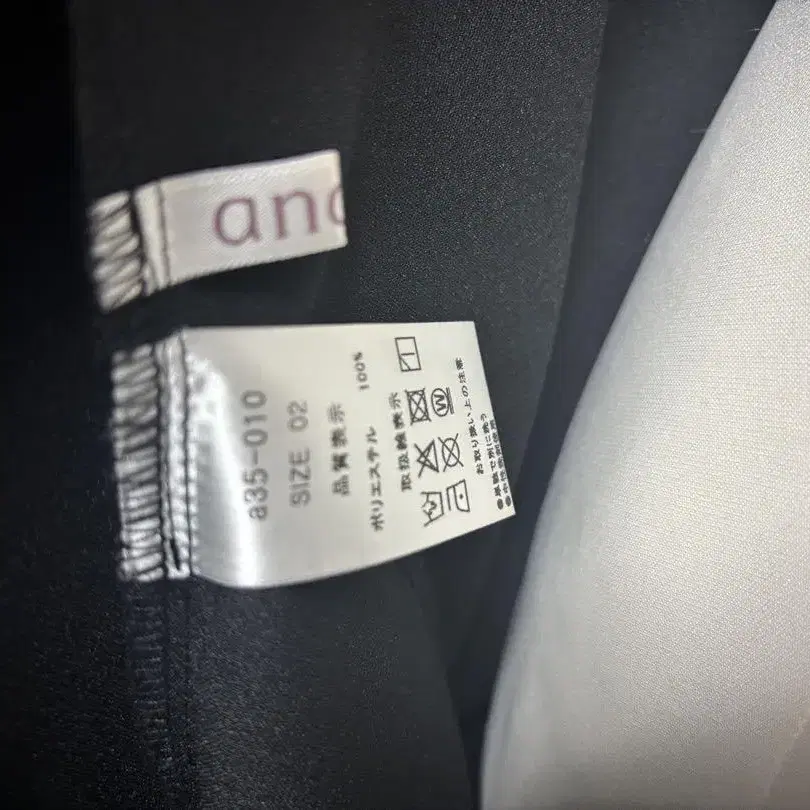 and
a35-010
SIZE 02
品質表示
ポリエステル 100%
取扱絵表示
W
お取り扱い上の注意